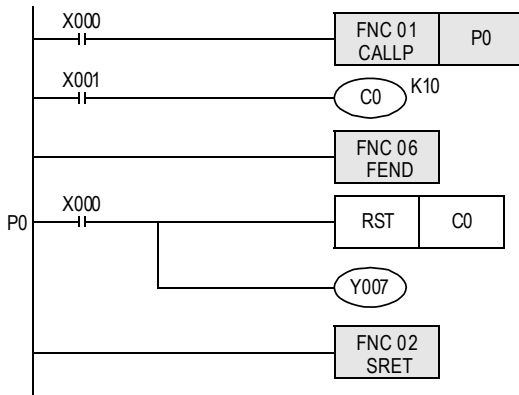 X000
FNC 01
CALLP
P0
X001
C0
K10
FNC 06
FEND
P0
X000
RST
C0
Y007
FNC 02
SRET